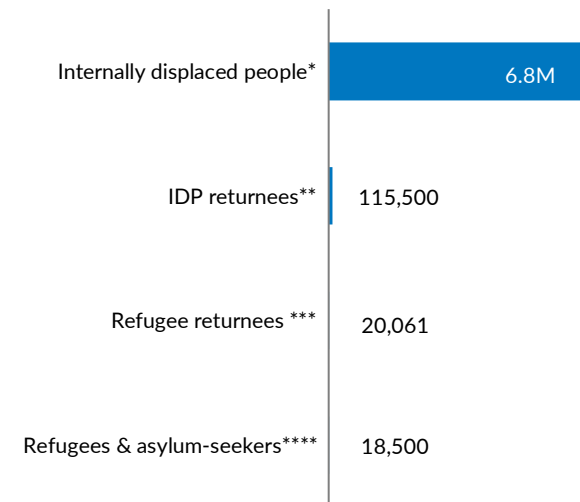 Internally displaced people* 6.8M
IDP returnees** 115,500
Refugee returnees *** 20,061
Refugees & asylum-seekers**** 18,500